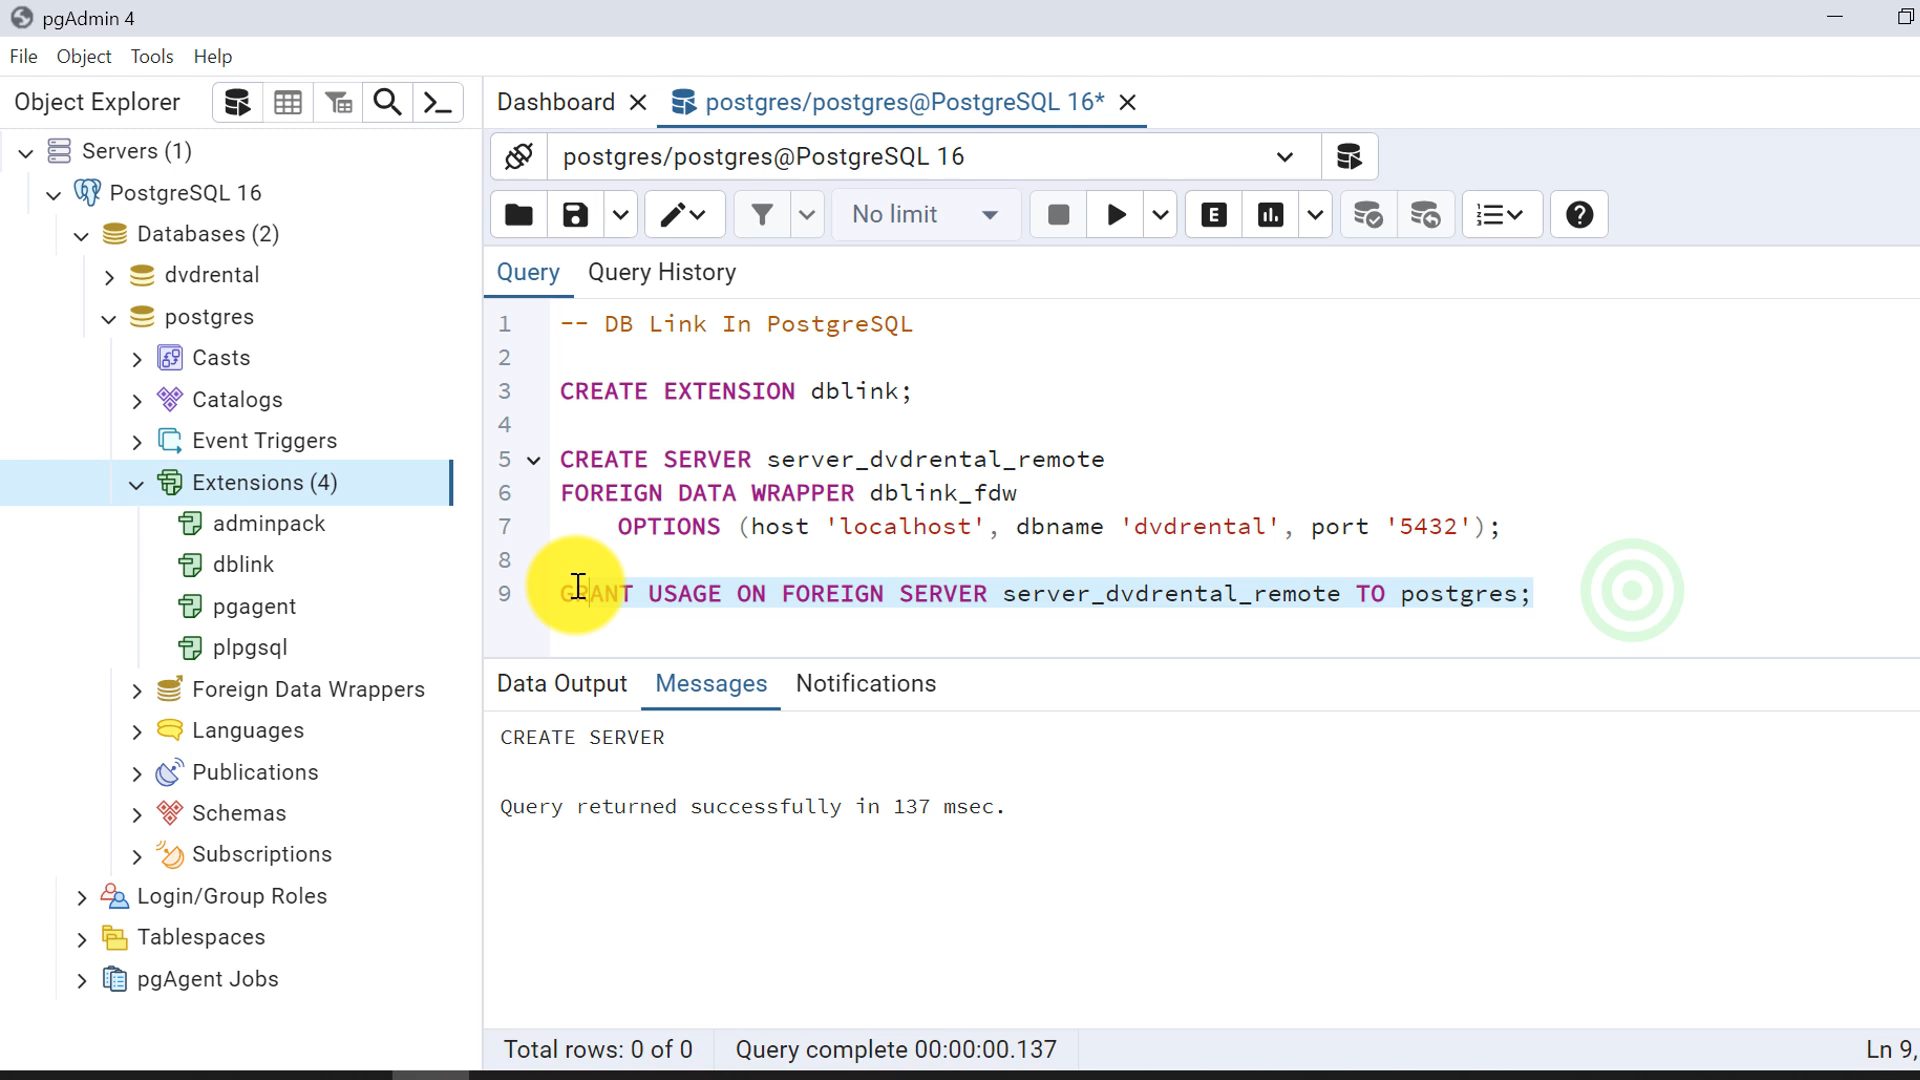 pgAdmin 4
File Object Tools Help
Object Explorer
Dashboard postgres/postgres@PostgreSQL 16*
postgres/postgres@PostgreSQL 16
No limit
E
Query Query History
Servers (1)
PostgreSQL 16
Databases (2)
dvdrental
postgres
Casts
Catalogs
Event Triggers
Extensions (4)
adminpack
dblink
pgagent
plpgsql
Foreign Data Wrappers
Languages
Publications
Schemas
Subscriptions
Login/Group Roles
Tablespaces
pgAgent Jobs
1 -- DB Link In PostgreSQL
2
3 CREATE EXTENSION dblink;
4
5 CREATE SERVER server_dvdrental_remote
6 FOREIGN DATA WRAPPER dblink_fdw
7 OPTIONS (host 'localhost', dbname 'dvdrental', port '5432');
8
9 GRANT USAGE ON FOREIGN SERVER server_dvdrental_remote TO postgres;
Data Output Messages Notifications
CREATE SERVER
Query returned successfully in 137 msec.
Total rows: 0 of 0 Query complete 00:00:00.137 Ln 9,